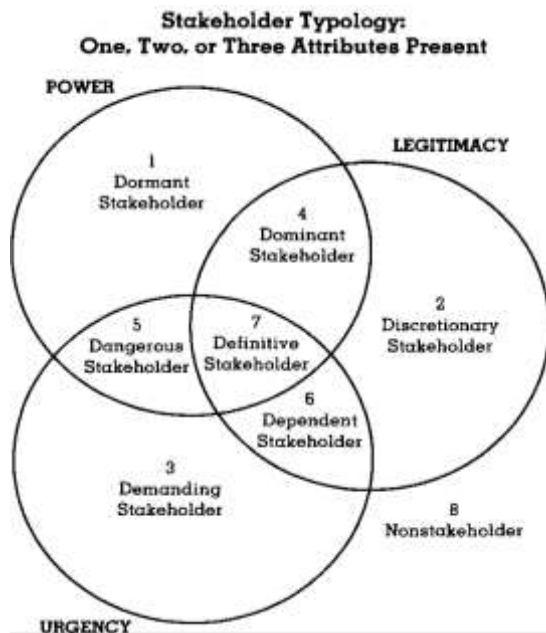 Stakeholder Typology:
One, Two, or Three Attributes Present
POWER
LEGITIMACY
1
Dormant
Stakeholder
4
Dominant
Stakeholder
2
Discretionary
Stakeholder
5
Dangerous
Stakeholder
7
Definitive
Stakeholder
6
Dependent
Stakeholder
3
Demanding
Stakeholder
8
Nonstakeholder
URGENCY